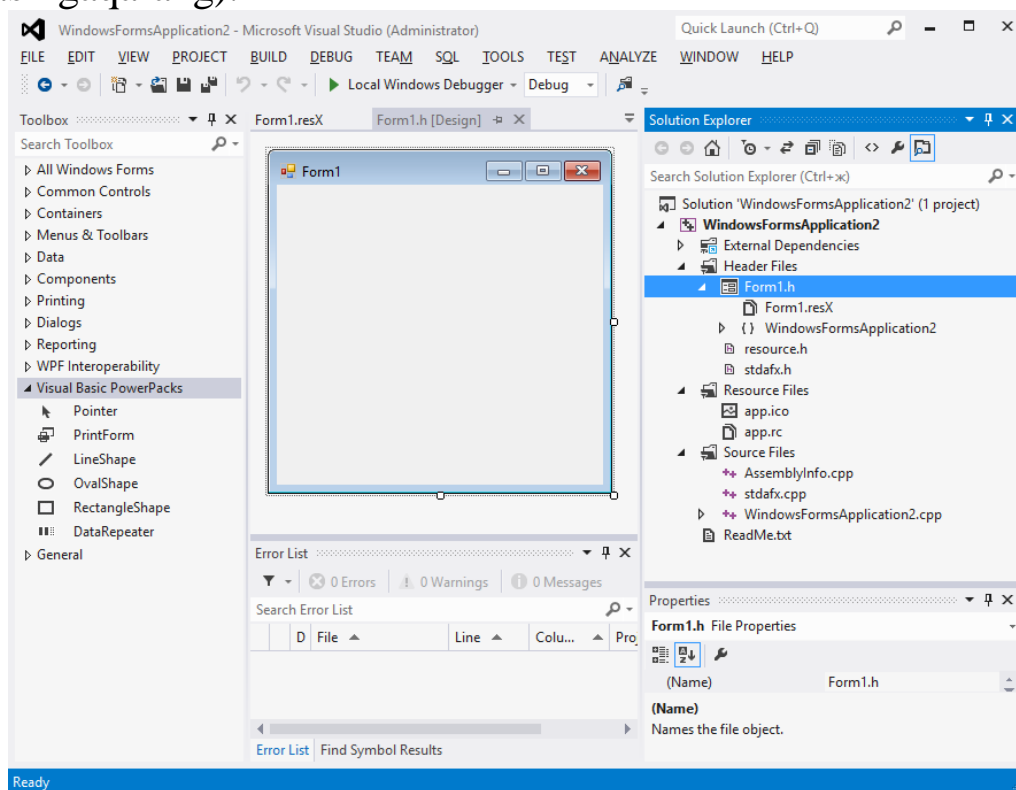 WindowsFormsApplication2 - Microsoft Visual Studio (Administrator)
Quick Launch (Ctrl+Q)
FILE EDIT VIEW PROJECT BUILD DEBUG TEAM SQL TOOLS TEST ANALYZE WINDOW HELP
Local Windows Debugger Debug
Toolbox
Search Toolbox
All Windows Forms
Common Controls
Containers
Menus & Toolbars
Data
Components
Printing
Dialogs
Reporting
WPF Interoperability
Visual Basic PowerPacks
Pointer
PrintForm
LineShape
OvalShape
RectangleShape
DataRepeater
General
Form1.resX Form1.h [Design]
Form1
Error List
0 Errors 0 Warnings 0 Messages
Search Error List
D File Line Colu...
Error List Find Symbol Results
Solution Explorer
Search Solution Explorer (Ctrl+ж)
Solution 'WindowsFormsApplication2' (1 project)
WindowsFormsApplication2
External Dependencies
Header Files
Form1.h
Form1.resX
{ } WindowsFormsApplication2
resource.h
stdafx.h
Resource Files
app.ico
app.rc
Source Files
AssemblyInfo.cpp
stdafx.cpp
WindowsFormsApplication2.cpp
ReadMe.txt
Properties
Form1.h File Properties
(Name) Form1.h
(Name)
Names the file object.
Ready